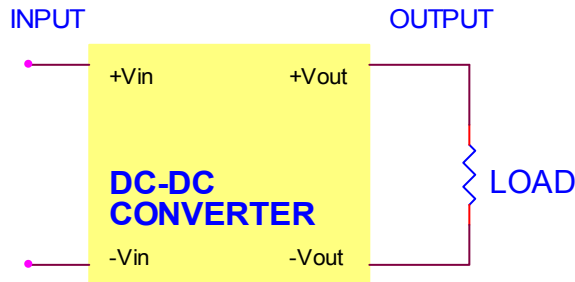 INPUT
OUTPUT
+Vin
+Vout
DC-DC
CONVERTER
LOAD
-Vin
-Vout